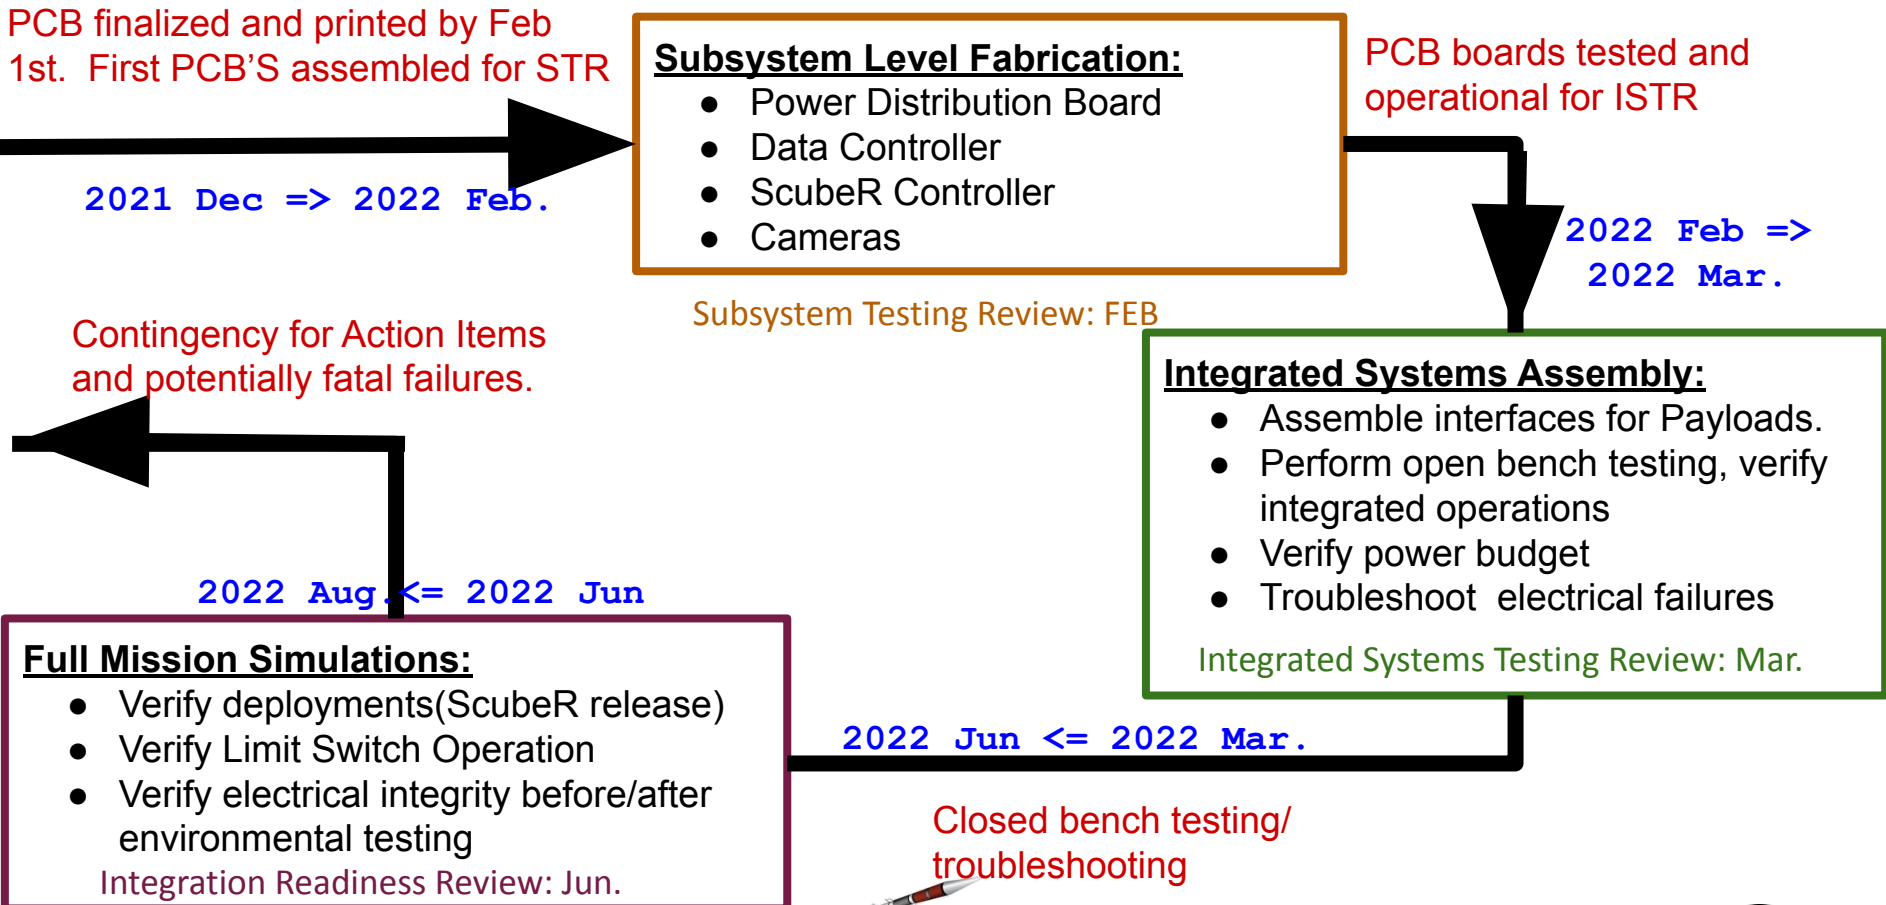 PCB finalized and printed by Feb
1st.  First PCB'S assembled for STR
2021 Dec => 2022 Feb.
Subsystem Level Fabrication:
● Power Distribution Board
● Data Controller
● ScubeR Controller
● Cameras
Subsystem Testing Review: FEB
PCB boards tested and
operational for ISTR
2022 Feb =>
2022 Mar.
Integrated Systems Assembly:
● Assemble interfaces for Payloads.
● Perform open bench testing, verify
integrated operations
● Verify power budget
● Troubleshoot  electrical failures
Integrated Systems Testing Review: Mar.
2022 Jun <= 2022 Mar.
Closed bench testing/
troubleshooting
Contingency for Action Items
and potentially fatal failures.
2022 Aug.<= 2022 Jun
Full Mission Simulations:
● Verify deployments(ScubeR release)
● Verify Limit Switch Operation
● Verify electrical integrity before/after
environmental testing
Integration Readiness Review: Jun.